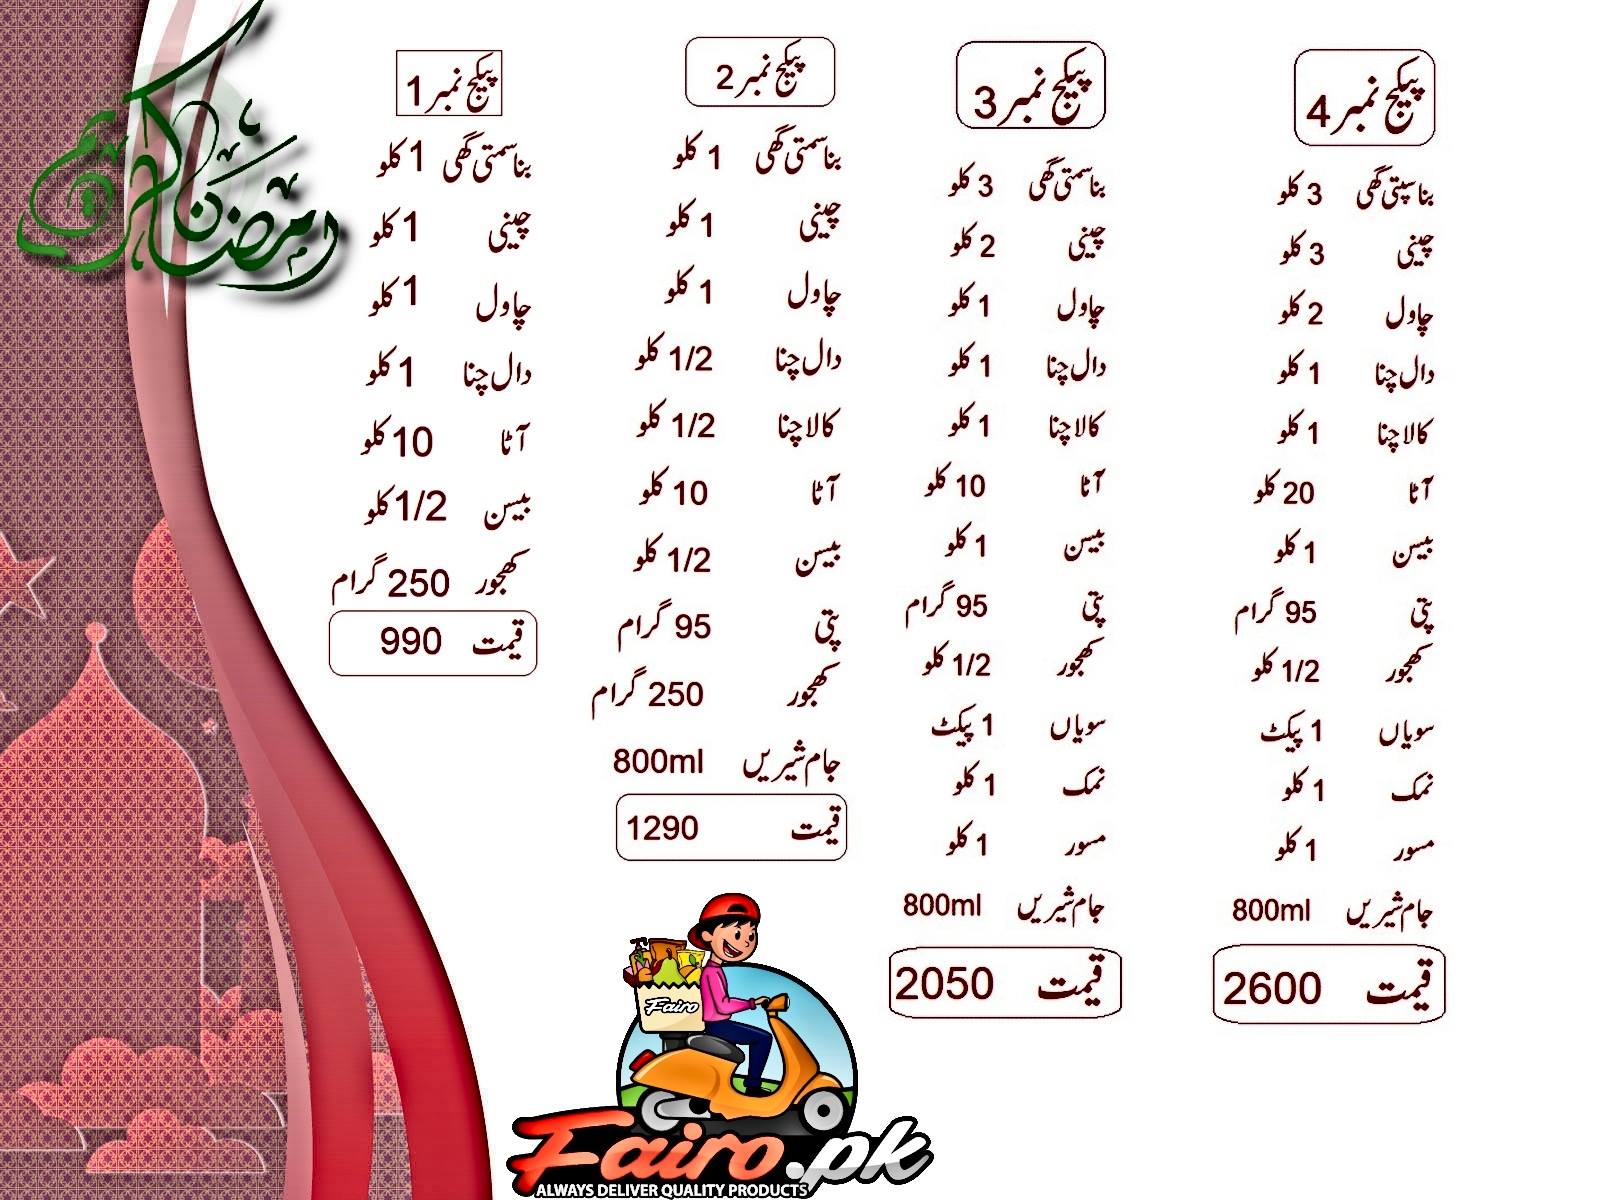 رمضان کریم
پیکج نمبر 1
بناسمتی گھی 1 کلو
چینی 1 کلو
چاول 1 کلو
دال چنا 1 کلو
آٹا 10 کلو
بیسن 1/2 کلو
کھجور 250 گرام
قیمت 990
پیکج نمبر 2
بناسمتی گھی 1 کلو
چینی 1 کلو
چاول 1 کلو
دال چنا 1/2 کلو
کالا چنا 1/2 کلو
آٹا 10 کلو
بیسن 1/2 کلو
پتی 95 گرام
کھجور 250 گرام
جام شیریں 800ml
قیمت 1290
پیکج نمبر 3
بناسمتی گھی 3 کلو
چینی 2 کلو
چاول 1 کلو
دال چنا 1 کلو
کالا چنا 1 کلو
آٹا 10 کلو
بیسن 1 کلو
پتی 95 گرام
کھجور 1/2 کلو
سویاں 1 پیکٹ
نمک 1 کلو
مسور 1 کلو
جام شیریں 800ml
قیمت 2050
پیکج نمبر 4
بناسپتی گھی 3 کلو
چینی 3 کلو
چاول 2 کلو
دال چنا 1 کلو
کالا چنا 1 کلو
آٹا 20 کلو
بیسن 1 کلو
پتی 95 گرام
کھجور 1/2 کلو
سویاں 1 پیکٹ
نمک 1 کلو
مسور 1 کلو
جام شیریں 800ml
قیمت 2600
Fairo
Fairo.pk
ALWAYS DELIVER QUALITY PRODUCTS